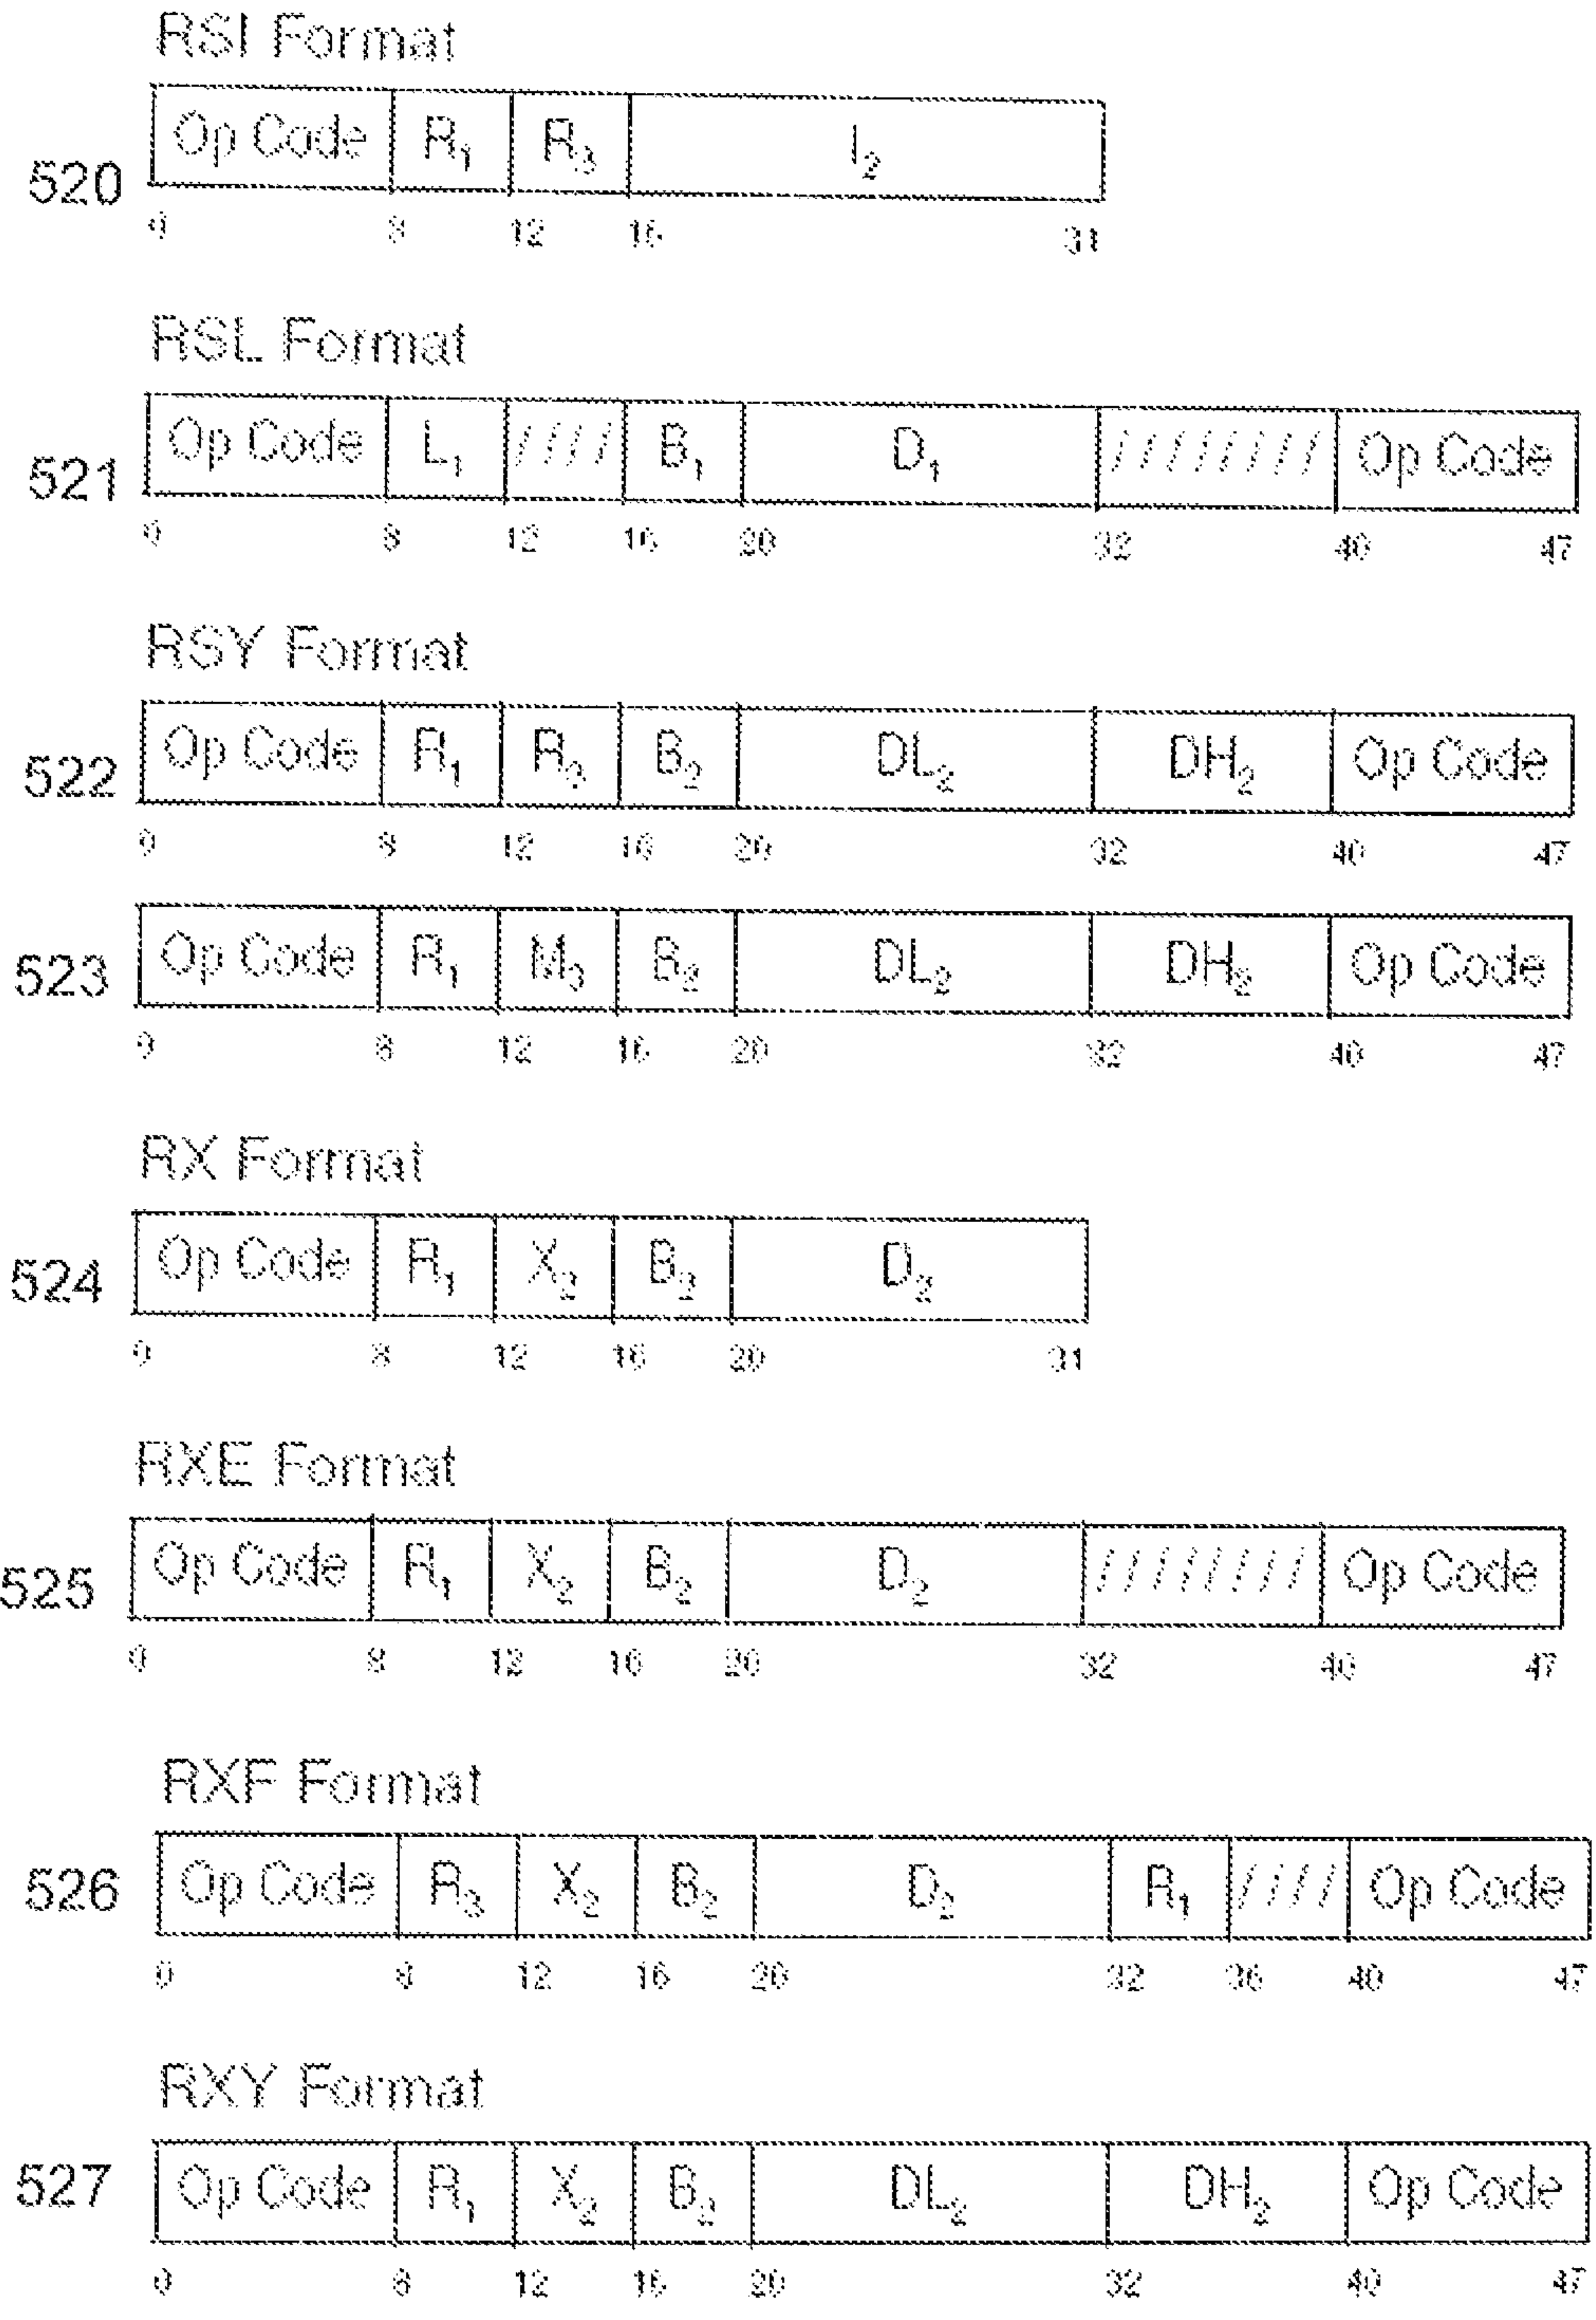 RSI Format
520 Op Code R₁ R₃ I₂
0 8 12 16 31
RSL Format
521 Op Code L₁ //// B₁ D₁ //////// Op Code
0 8 12 16 20 32 40 47
RSY Format
522 Op Code R₁ R₃ B₂ DL₂ DH₂ Op Code
0 8 12 16 20 32 40 47
523 Op Code R₁ M₃ B₂ DL₂ DH₂ Op Code
0 8 12 16 20 32 40 47
RX Format
524 Op Code R₁ X₂ B₂ D₂
0 8 12 16 20 31
RXE Format
525 Op Code R₁ X₂ B₂ D₂ //////// Op Code
0 8 12 16 20 32 40 47
RXF Format
526 Op Code R₃ X₂ B₂ D₂ R₁ //// Op Code
0 8 12 16 20 32 36 40 47
RXY Format
527 Op Code R₁ X₂ B₂ DL₂ DH₂ Op Code
0 8 12 16 20 32 40 47